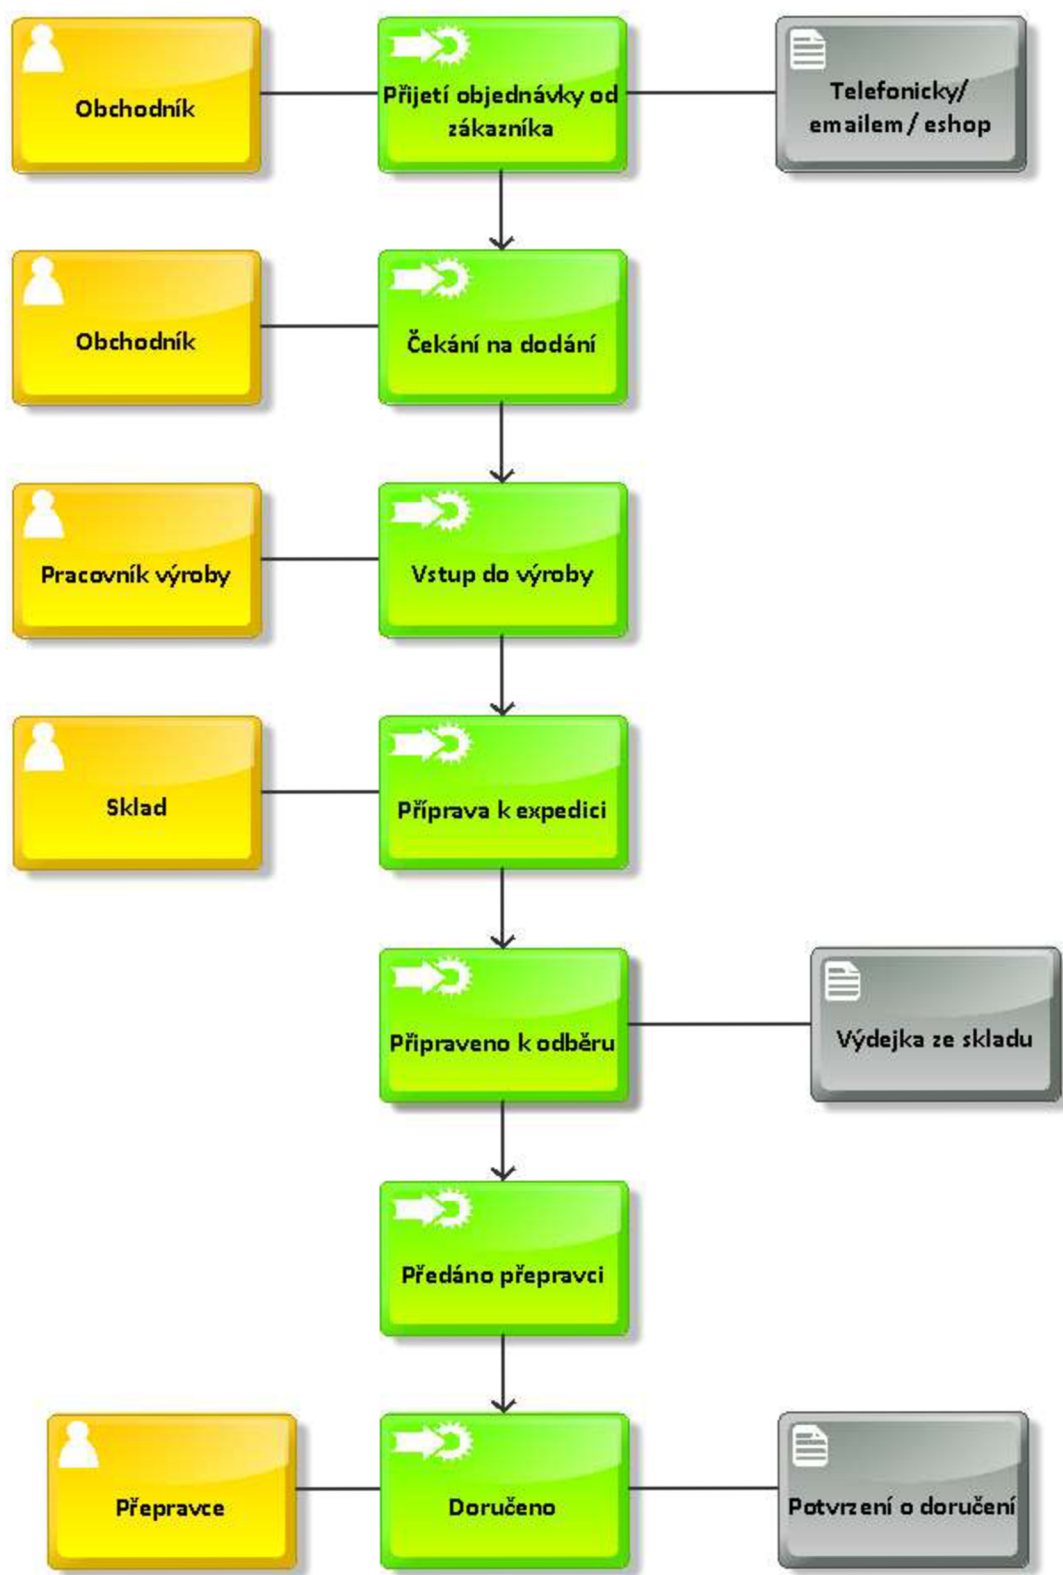 Obchodník
Přijetí objednávky od
zákazníka
Telefonicky/
emailem / eshop
Obchodník
Čekání na dodání
Pracovník výroby
Vstup do výroby
Sklad
Příprava k expedici
Připraveno k odběru
Výdejka ze skladu
Předáno přepravci
Přepravce
Doručeno
Potvrzení o doručení